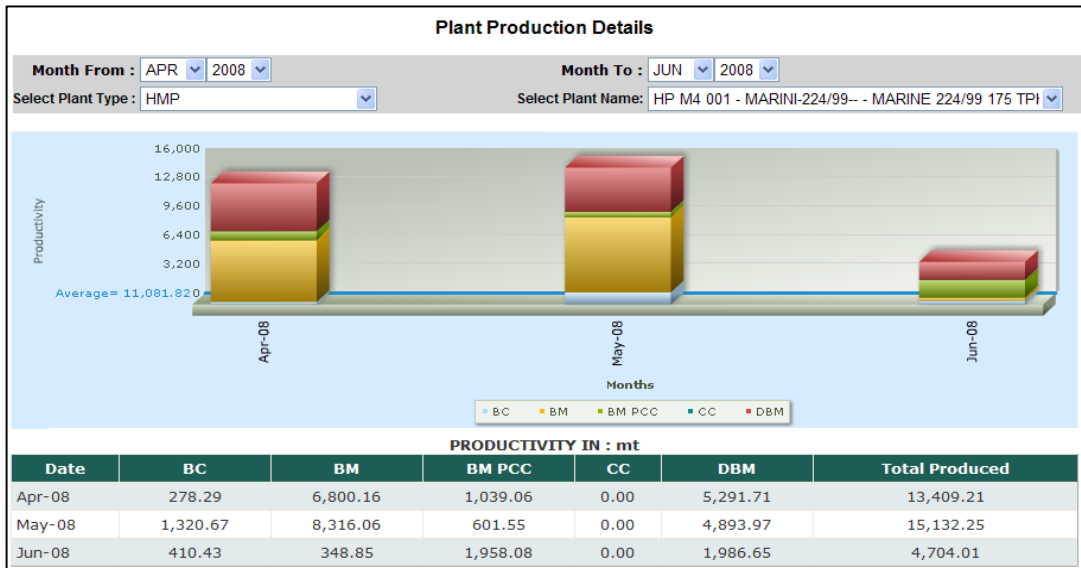 Plant Production Details
Month From : APR 2008 Month To : JUN 2008
Select Plant Type : HMP Select Plant Name: HP M4 001 - MARINI-224/99-- - MARINE 224/99 175 TPH
16,000
12,800
9,600
6,400
3,200
0
Average= 11,081.82
Productivity
Apr-08 May-08 Jun-08
Months
BC BM BM PCC CC DBM
PRODUCTIVITY IN : mt
Date BC BM BM PCC CC DBM Total Produced
Apr-08 278.29 6,800.16 1,039.06 0.00 5,291.71 13,409.21
May-08 1,320.67 8,316.06 601.55 0.00 4,893.97 15,132.25
Jun-08 410.43 348.85 1,958.08 0.00 1,986.65 4,704.01